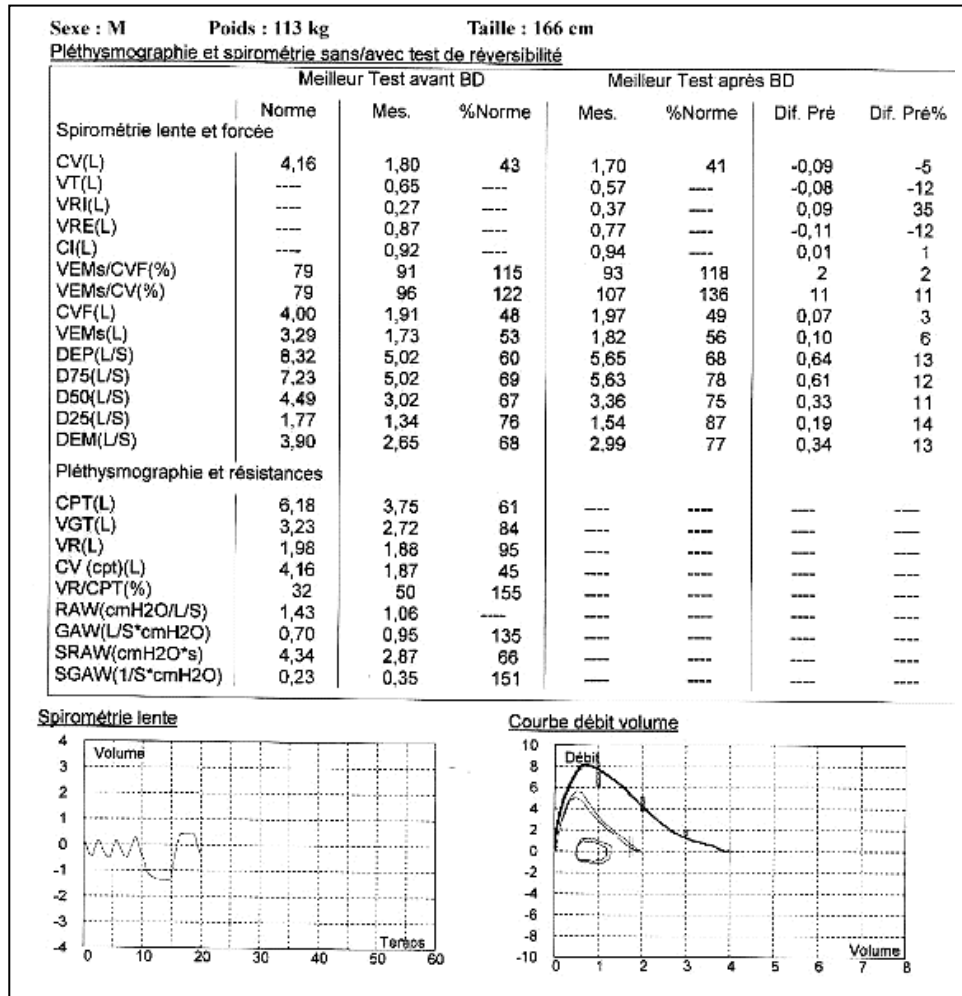 Sexe : M Poids : 113 kg Taille : 166 cm
Pléthysmographie et spirométrie sans/avec test de réversibilité
Meilleur Test avant BD Meilleur Test après BD
Norme Mes. %Norme Mes. %Norme Dif. Pré Dif. Pré%
Spirométrie lente et forcée
CV(L) 4,16 1,80 43 1,70 41 -0,09 -5
VT(L) ---- 0,65 ---- 0,57 ---- -0,08 -12
VRI(L) ---- 0,27 ---- 0,37 ---- 0,09 35
VRE(L) ---- 0,87 ---- 0,77 ---- -0,11 -12
CI(L) ---- 0,92 ---- 0,94 ---- 0,01 1
VEMs/CVF(%) 79 91 115 93 118 2 2
VEMs/CV(%) 79 96 122 107 136 11 11
CVF(L) 4,00 1,91 48 1,97 49 0,07 3
VEMs(L) 3,29 1,73 53 1,82 56 0,10 6
DEP(L/S) 8,32 5,02 60 5,65 68 0,64 13
D75(L/S) 7,23 5,02 69 5,63 78 0,61 12
D50(L/S) 4,49 3,02 67 3,36 75 0,33 11
D25(L/S) 1,77 1,34 76 1,54 87 0,19 14
DEM(L/S) 3,90 2,65 68 2,99 77 0,34 13
Pléthysmographie et résistances
CPT(L) 6,18 3,75 61 ---- ---- ---- ----
VGT(L) 3,23 2,72 84 ---- ---- ---- ----
VR(L) 1,98 1,88 95 ---- ---- ---- ----
CV (cpt)(L) 4,16 1,87 45 ---- ---- ---- ----
VR/CPT(%) 32 50 155 ---- ---- ---- ----
RAW(cmH2O/L/S) 1,43 1,06 ---- ---- ---- ---- ----
GAW(L/S*cmH2O) 0,70 0,95 135 ---- ---- ---- ----
SRAW(cmH2O*s) 4,34 2,87 66 ---- ---- ---- ----
SGAW(1/S*cmH2O) 0,23 0,35 151 ---- ---- ---- ----
Spirométrie lente
4
Volume
3
2
1
0
-1
-2
-3
-4
Temps
0 10 20 30 40 50 60
Courbe débit volume
10
Débit
8
6
4
2
0
-2
-4
-6
-8
-10
Volume
0 1 2 3 4 5 6 7 8